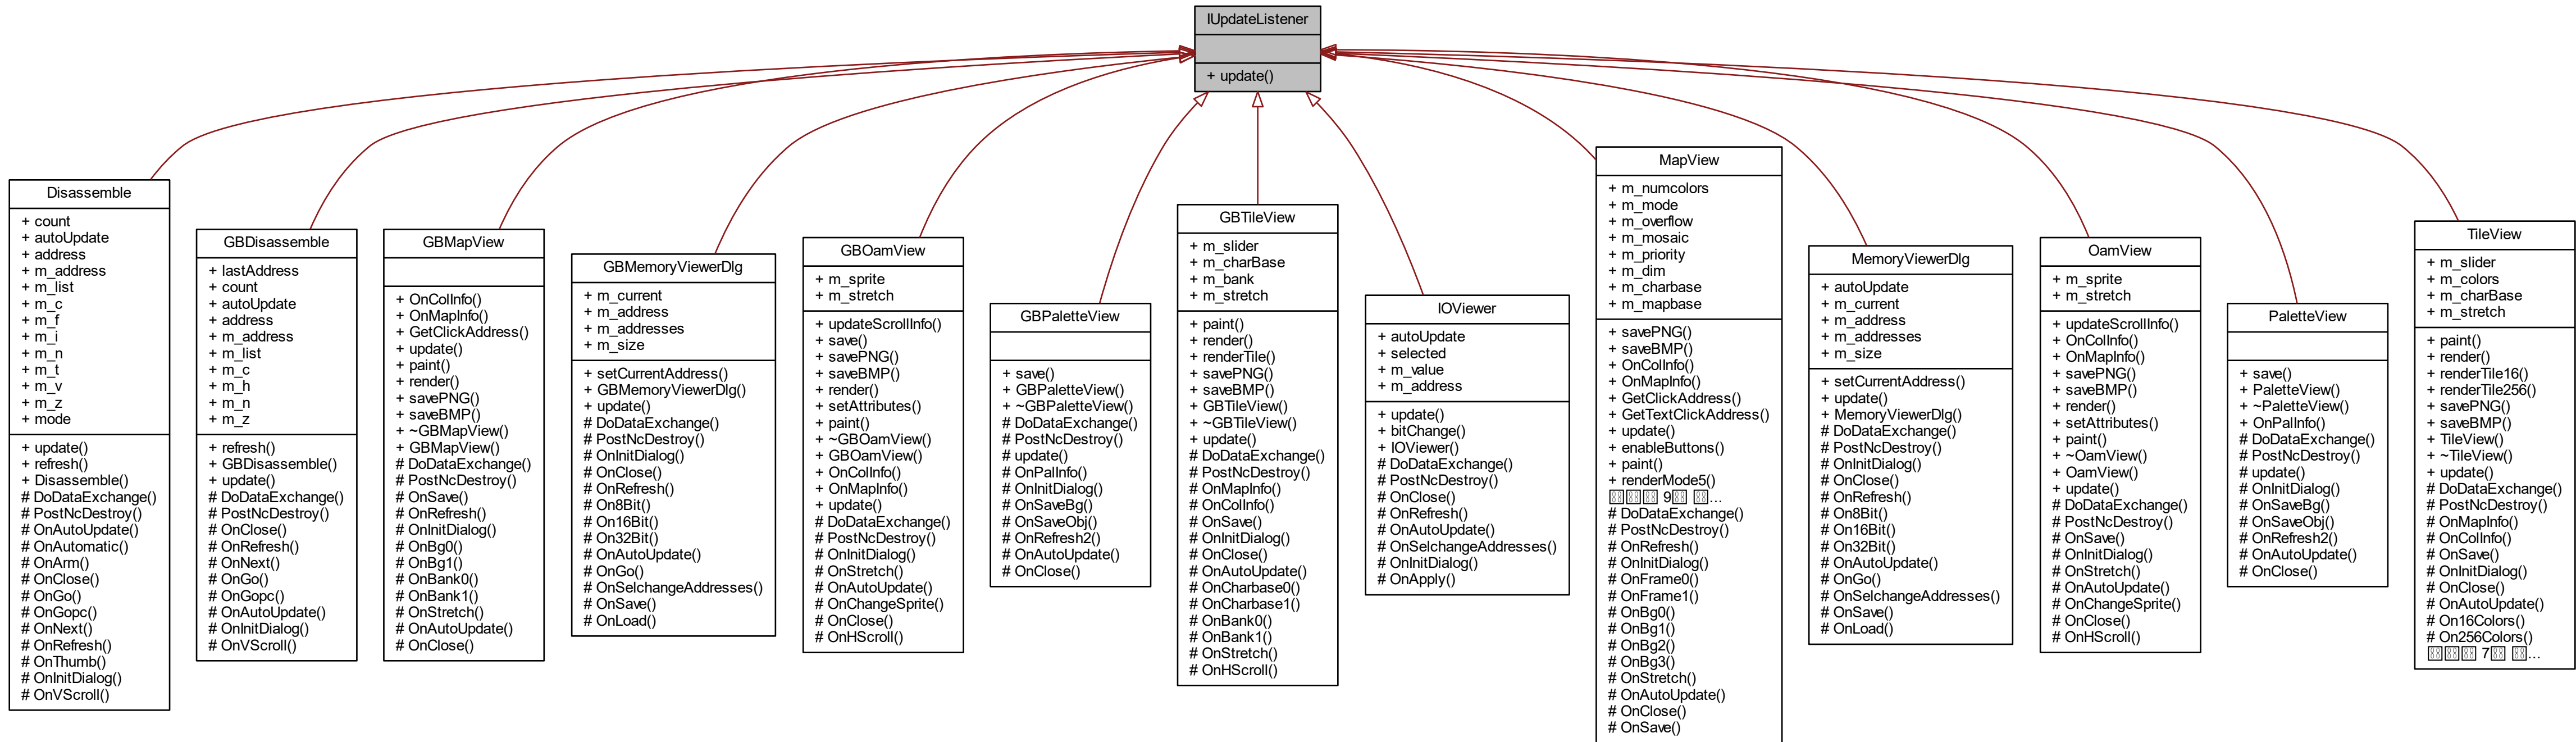 IUpdateListener
+ update()
Disassemble
+ count
+ autoUpdate
+ address
+ m_address
+ m_list
+ m_c
+ m_f
+ m_i
+ m_n
+ m_t
+ m_v
+ m_z
+ mode
+ update()
+ refresh()
+ Disassemble()
# DoDataExchange()
# PostNcDestroy()
# OnAutoUpdate()
# OnAutomatic()
# OnArm()
# OnClose()
# OnGo()
# OnGopc()
# OnNext()
# OnRefresh()
# OnThumb()
# OnInitDialog()
# OnVScroll()
GBDisassemble
+ lastAddress
+ count
+ autoUpdate
+ address
+ m_address
+ m_list
+ m_c
+ m_h
+ m_n
+ m_z
+ refresh()
+ GBDisassemble()
+ update()
# DoDataExchange()
# PostNcDestroy()
# OnClose()
# OnRefresh()
# OnNext()
# OnGo()
# OnGopc()
# OnAutoUpdate()
# OnInitDialog()
# OnVScroll()
GBMapView
+ OnColInfo()
+ OnMapInfo()
+ GetClickAddress()
+ update()
+ paint()
+ render()
+ savePNG()
+ saveBMP()
+ ~GBMapView()
+ GBMapView()
# DoDataExchange()
# PostNcDestroy()
# OnSave()
# OnRefresh()
# OnInitDialog()
# OnBg0()
# OnBg1()
# OnBank0()
# OnBank1()
# OnStretch()
# OnAutoUpdate()
# OnClose()
GBMemoryViewerDlg
+ m_current
+ m_address
+ m_addresses
+ m_size
+ setCurrentAddress()
+ GBMemoryViewerDlg()
+ update()
# DoDataExchange()
# PostNcDestroy()
# OnInitDialog()
# OnClose()
# OnRefresh()
# On8Bit()
# On16Bit()
# On32Bit()
# OnAutoUpdate()
# OnGo()
# OnSelchangeAddresses()
# OnSave()
# OnLoad()
GBOamView
+ m_sprite
+ m_stretch
+ updateScrollInfo()
+ save()
+ savePNG()
+ saveBMP()
+ render()
+ setAttributes()
+ paint()
+ ~GBOamView()
+ GBOamView()
+ OnColInfo()
+ OnMapInfo()
+ update()
# DoDataExchange()
# PostNcDestroy()
# OnInitDialog()
# OnStretch()
# OnAutoUpdate()
# OnChangeSprite()
# OnClose()
# OnHScroll()
GBPaletteView
+ save()
+ GBPaletteView()
+ ~GBPaletteView()
# DoDataExchange()
# PostNcDestroy()
# update()
# OnPalInfo()
# OnInitDialog()
# OnSaveBg()
# OnSaveObj()
# OnRefresh2()
# OnAutoUpdate()
# OnClose()
GBTileView
+ m_slider
+ m_charBase
+ m_bank
+ m_stretch
+ paint()
+ render()
+ renderTile()
+ savePNG()
+ saveBMP()
+ GBTileView()
+ ~GBTileView()
+ update()
# DoDataExchange()
# PostNcDestroy()
# OnMapInfo()
# OnColInfo()
# OnSave()
# OnInitDialog()
# OnClose()
# OnAutoUpdate()
# OnCharbase0()
# OnCharbase1()
# OnBank0()
# OnBank1()
# OnStretch()
# OnHScroll()
IOViewer
+ autoUpdate
+ selected
+ m_value
+ m_address
+ update()
+ bitChange()
+ IOViewer()
# DoDataExchange()
# PostNcDestroy()
# OnClose()
# OnRefresh()
# OnAutoUpdate()
# OnSelchangeAddresses()
# OnInitDialog()
# OnApply()
MapView
+ m_numcolors
+ m_mode
+ m_overflow
+ m_mosaic
+ m_priority
+ m_dim
+ m_charbase
+ m_mapbase
+ savePNG()
+ saveBMP()
+ OnColInfo()
+ OnMapInfo()
+ GetClickAddress()
+ GetTextClickAddress()
+ update()
+ enableButtons()
+ paint()
+ renderMode5()
9 ...
# DoDataExchange()
# PostNcDestroy()
# OnRefresh()
# OnInitDialog()
# OnFrame0()
# OnFrame1()
# OnBg0()
# OnBg1()
# OnBg2()
# OnBg3()
# OnStretch()
# OnAutoUpdate()
# OnClose()
# OnSave()
MemoryViewerDlg
+ autoUpdate
+ m_current
+ m_address
+ m_addresses
+ m_size
+ setCurrentAddress()
+ update()
+ MemoryViewerDlg()
# DoDataExchange()
# PostNcDestroy()
# OnInitDialog()
# OnClose()
# OnRefresh()
# On8Bit()
# On16Bit()
# On32Bit()
# OnAutoUpdate()
# OnGo()
# OnSelchangeAddresses()
# OnSave()
# OnLoad()
OamView
+ m_sprite
+ m_stretch
+ updateScrollInfo()
+ OnColInfo()
+ OnMapInfo()
+ savePNG()
+ saveBMP()
+ render()
+ setAttributes()
+ paint()
+ ~OamView()
+ OamView()
+ update()
# DoDataExchange()
# PostNcDestroy()
# OnSave()
# OnInitDialog()
# OnStretch()
# OnAutoUpdate()
# OnChangeSprite()
# OnClose()
# OnHScroll()
PaletteView
+ save()
+ PaletteView()
+ ~PaletteView()
+ OnPalInfo()
# DoDataExchange()
# PostNcDestroy()
# update()
# OnInitDialog()
# OnSaveBg()
# OnSaveObj()
# OnRefresh2()
# OnAutoUpdate()
# OnClose()
TileView
+ m_slider
+ m_colors
+ m_charBase
+ m_stretch
+ paint()
+ render()
+ renderTile16()
+ renderTile256()
+ savePNG()
+ saveBMP()
+ TileView()
+ ~TileView()
+ update()
# DoDataExchange()
# PostNcDestroy()
# OnMapInfo()
# OnColInfo()
# OnSave()
# OnInitDialog()
# OnClose()
# OnAutoUpdate()
# On16Colors()
# On256Colors()
7 ...